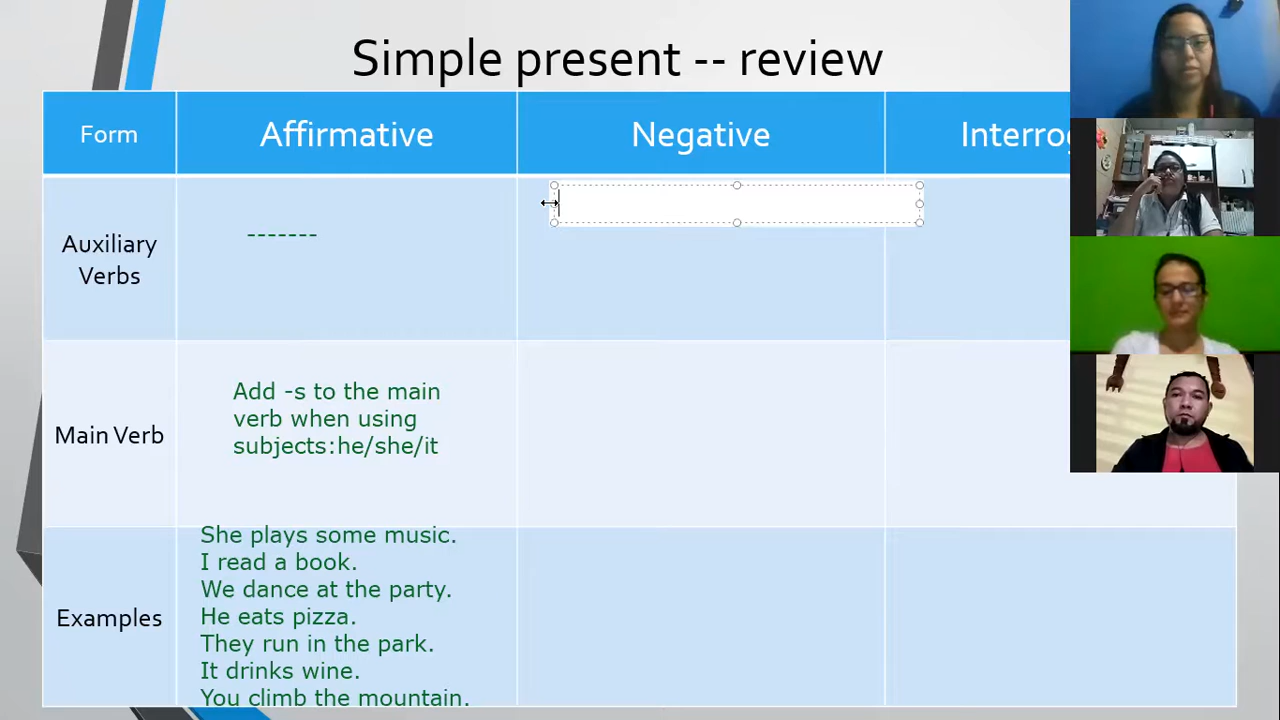 Simple present -- review
Form
Affirmative
Negative
Interro
Auxiliary
Verbs
-------
Main Verb
Add -s to the main
verb when using
subjects:he/she/it
Examples
She plays some music.
I read a book.
We dance at the party.
He eats pizza.
They run in the park.
It drinks wine.
You climb the mountain.